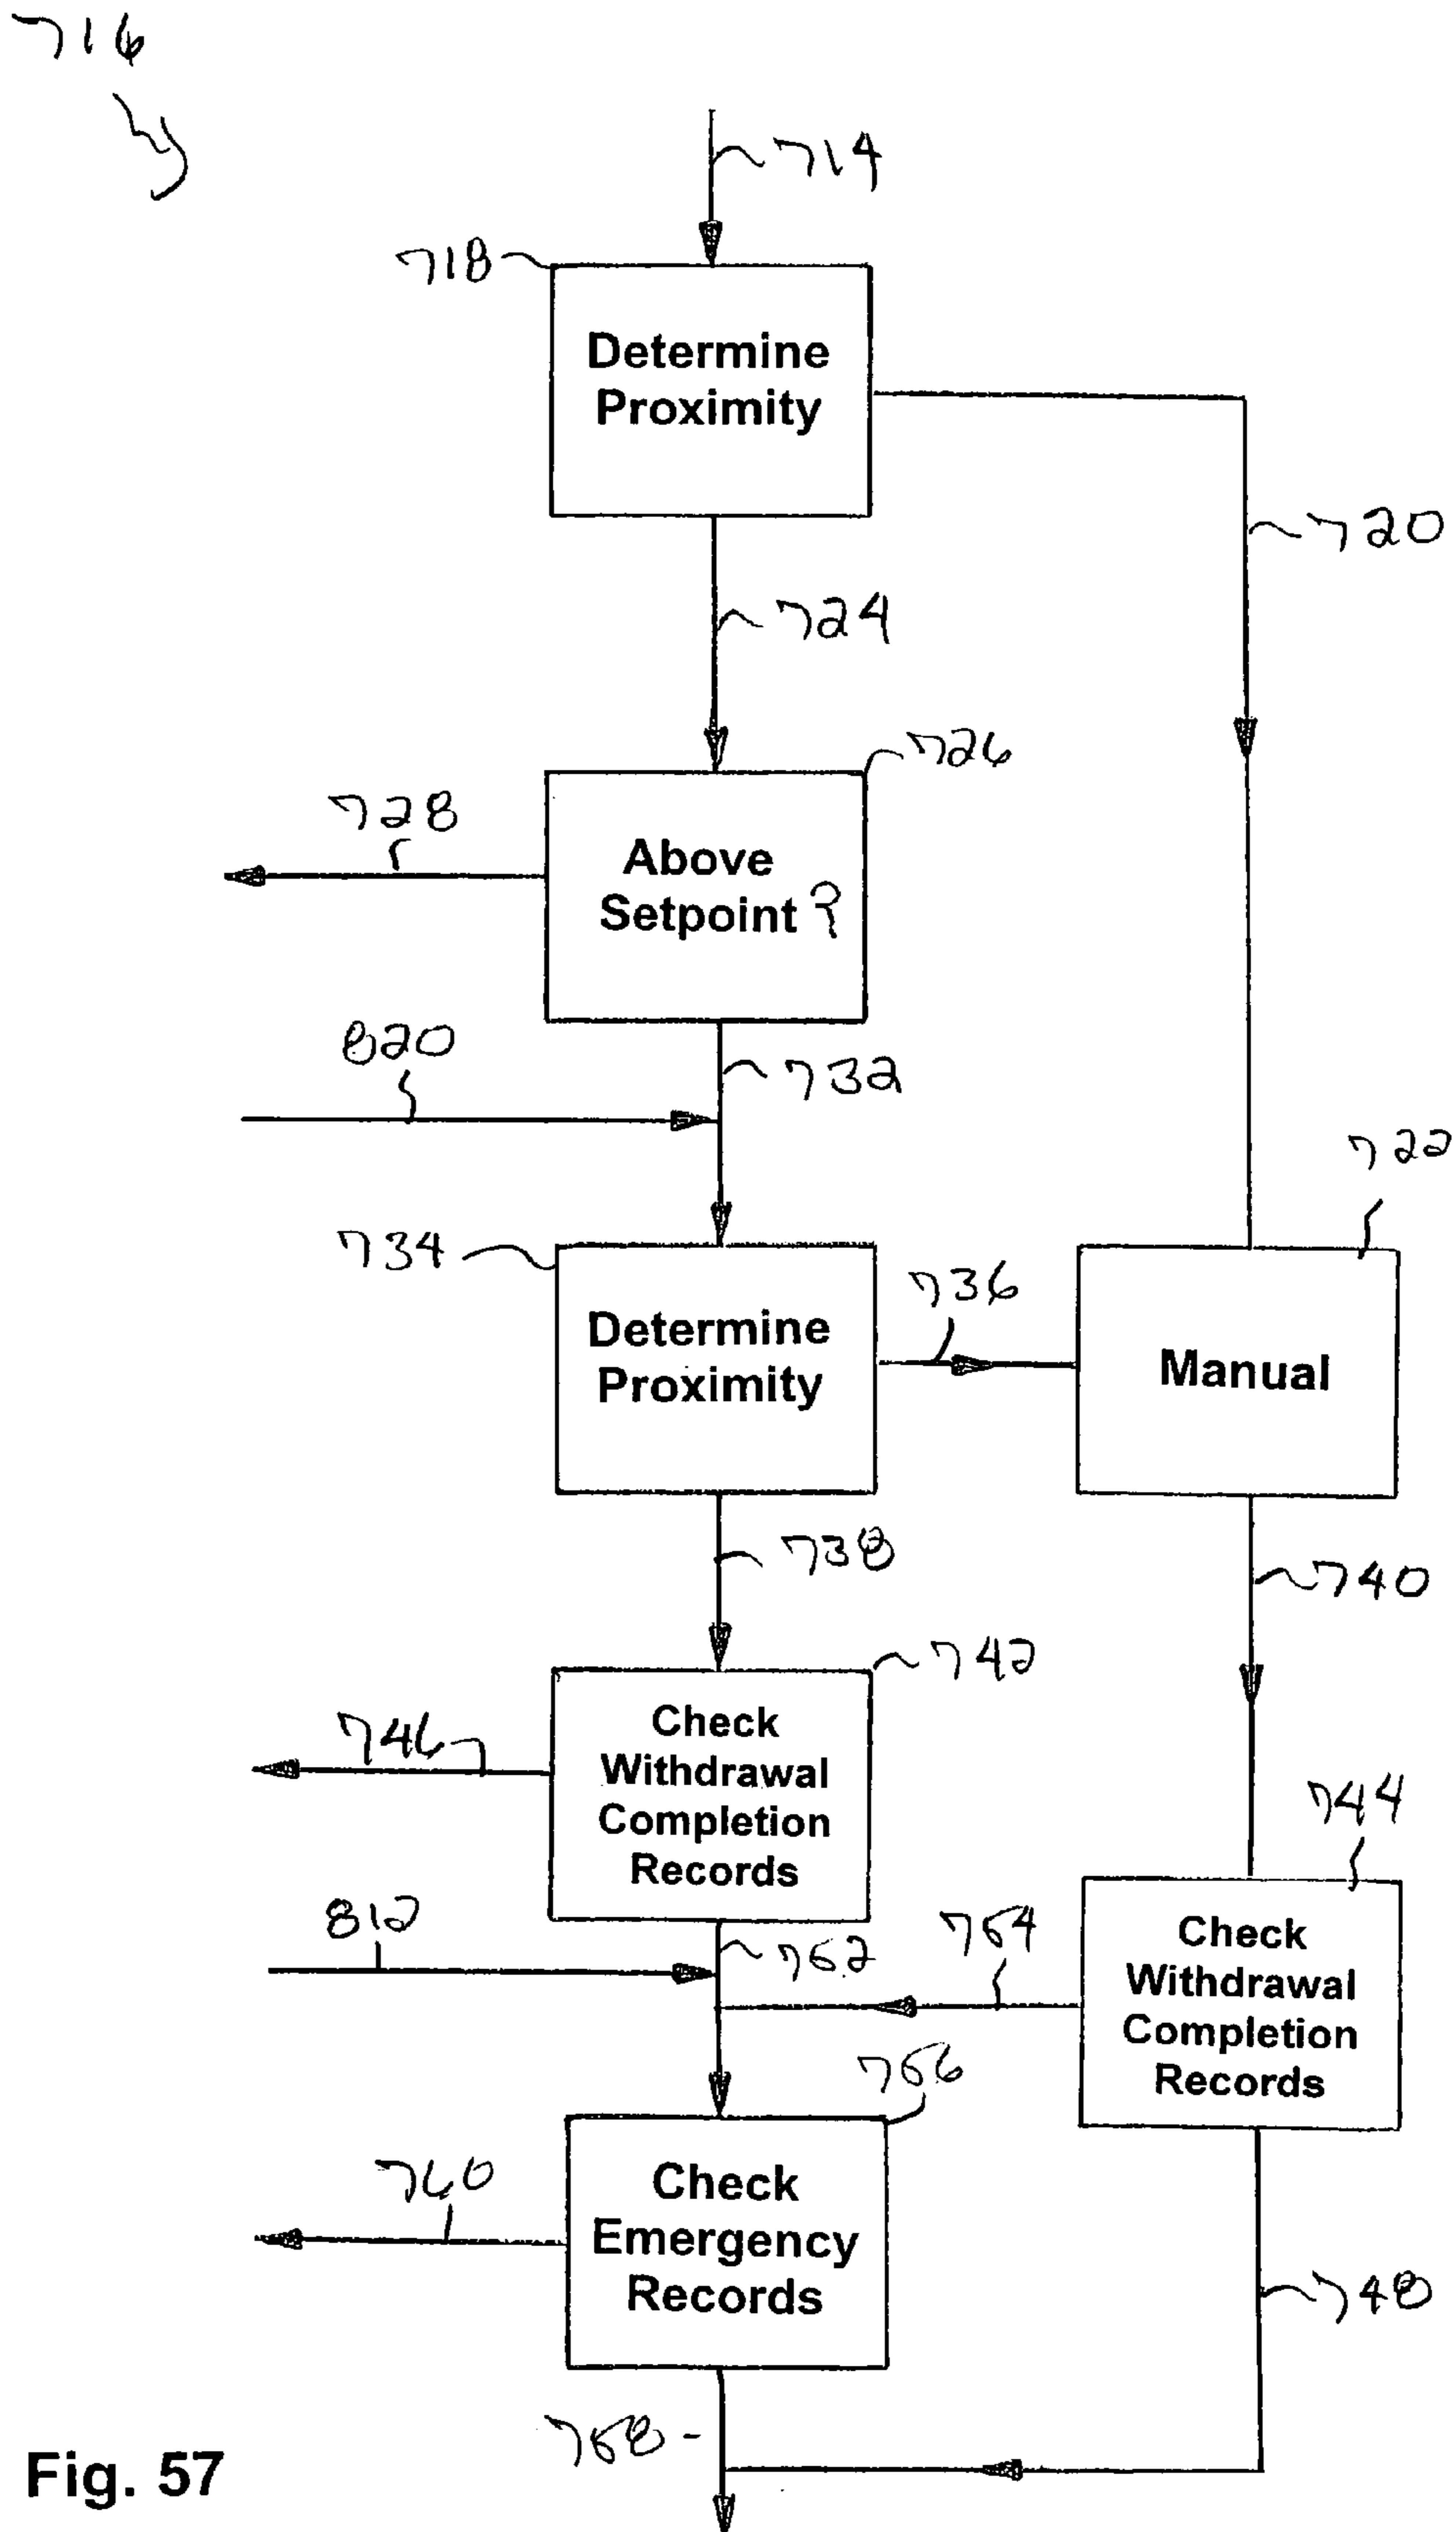 716
714
718
Determine
Proximity
720
724
726
728
Above
Setpoint ?
820
732
722
734
736
Determine
Proximity
Manual
738
740
742
746
Check
Withdrawal
Completion
Records
744
812
762
764
Check
Withdrawal
Completion
Records
766
760
Check
Emergency
Records
748
768
Fig. 57